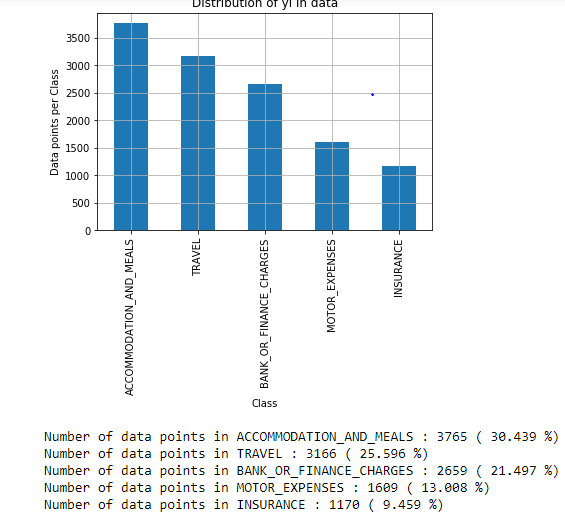 Distribution of yi in data
Data points per Class
3500
3000
2500
2000
1500
1000
500
0
ACCOMMODATION_AND_MEALS
TRAVEL
BANK_OR_FINANCE_CHARGES
MOTOR_EXPENSES
INSURANCE
Class
Number of data points in ACCOMMODATION_AND_MEALS : 3765 ( 30.439 %)
Number of data points in TRAVEL : 3166 ( 25.596 %)
Number of data points in BANK_OR_FINANCE_CHARGES : 2659 ( 21.497 %)
Number of data points in MOTOR_EXPENSES : 1609 ( 13.008 %)
Number of data points in INSURANCE : 1170 ( 9.459 %)